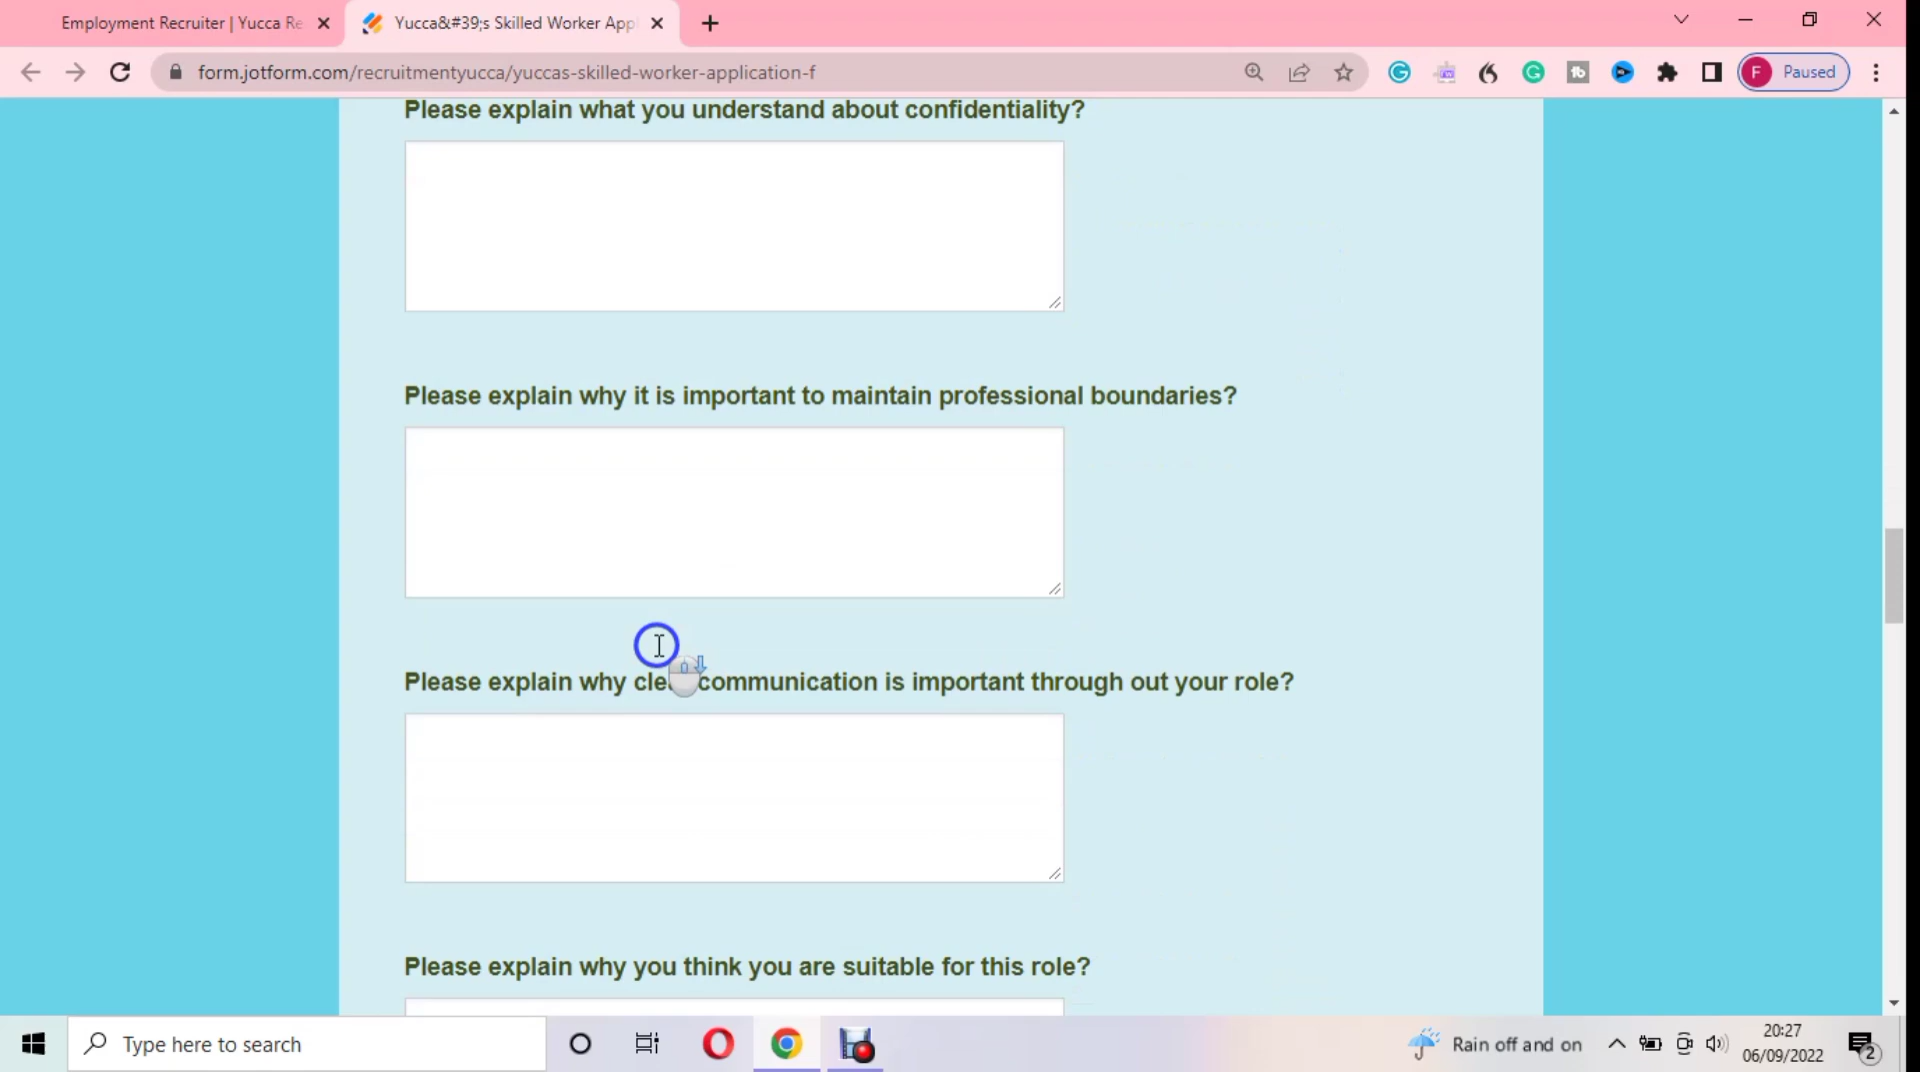 Employment Recruiter | Yucca Re
Yucca&#39;s Skilled Worker App
form.jotform.com/recruitmentyucca/yuccas-skilled-worker-application-f
F Paused
Please explain what you understand about confidentiality?
Please explain why it is important to maintain professional boundaries?
Please explain why cle communication is important through out your role?
Please explain why you think you are suitable for this role?
Type here to search
Rain off and on
20:27
06/09/2022
2